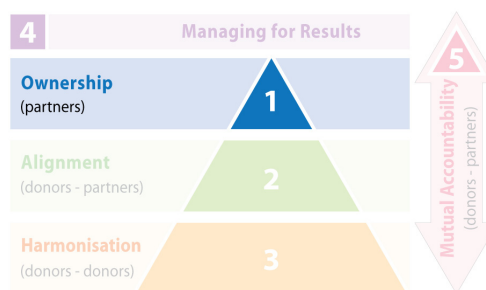 4
Managing for Results
Ownership
(partners)
1
Alignment
(donors - partners)
2
Harmonisation
(donors - donors)
3
5
Mutual Accountability
(donors - partners)